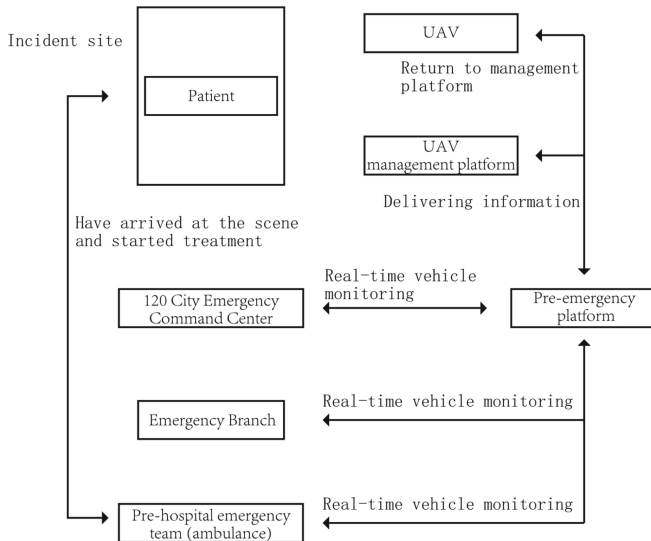 Incident site
Patient
UAV
Return to management
platform
UAV
management platform
Delivering information
Have arrived at the scene
and started treatment
120 City Emergency
Command Center
Real-time vehicle
monitoring
Pre-emergency
platform
Emergency Branch
Real-time vehicle monitoring
Pre-hospital emergency
team (ambulance)
Real-time vehicle monitoring